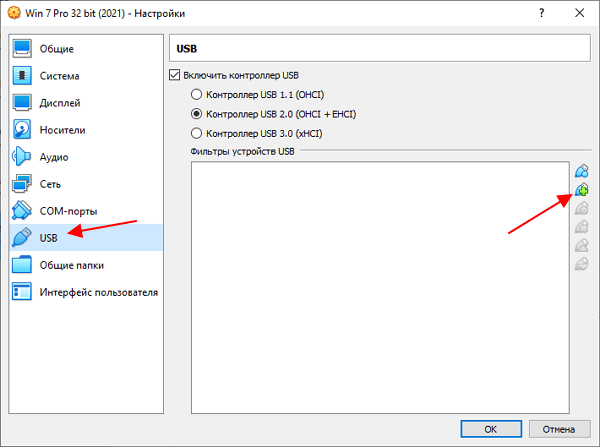 Win 7 Pro 32 bit (2021) - Настройки
?
Общие
Система
Дисплей
Носители
Аудио
Сеть
COM-порты
USB
Общие папки
Интерфейс пользователя
USB
Включить контроллер USB
Контроллер USB 1.1 (OHCI)
Контроллер USB 2.0 (OHCI + EHCI)
Контроллер USB 3.0 (xHCI)
Фильтры устройств USB
OK
Отмена